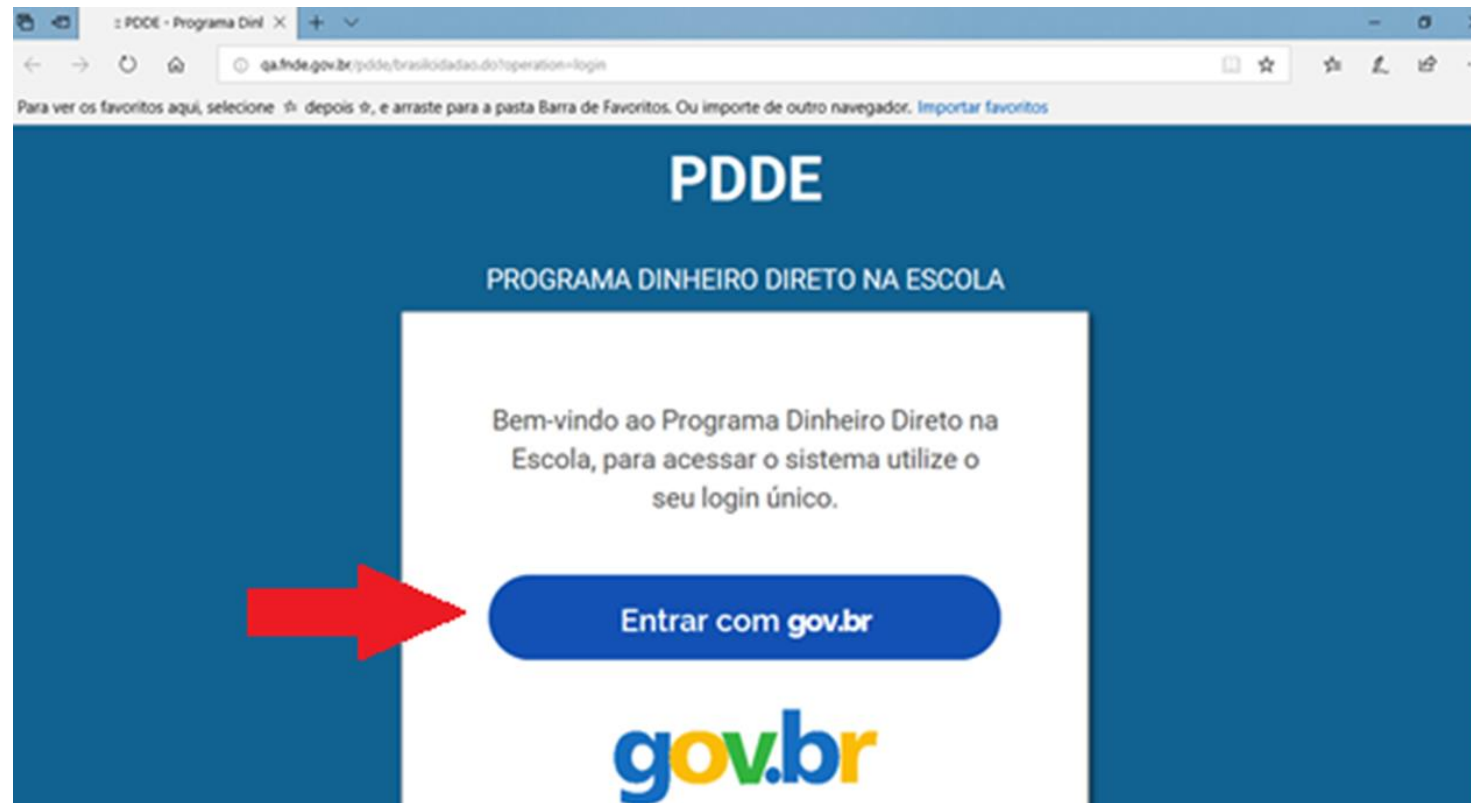 :: PDDE - Programa Dinl
qa.fnde.gov.br/pdde/brasilcidadao.do?operation=login
Para ver os favoritos aqui, selecione depois, e arraste para a pasta Barra de Favoritos. Ou importe de outro navegador. Importar favoritos
PDDE
PROGRAMA DINHEIRO DIRETO NA ESCOLA
Bem-vindo ao Programa Dinheiro Direto na
Escola, para acessar o sistema utilize o
seu login único.
Entrar com gov.br
gov.br